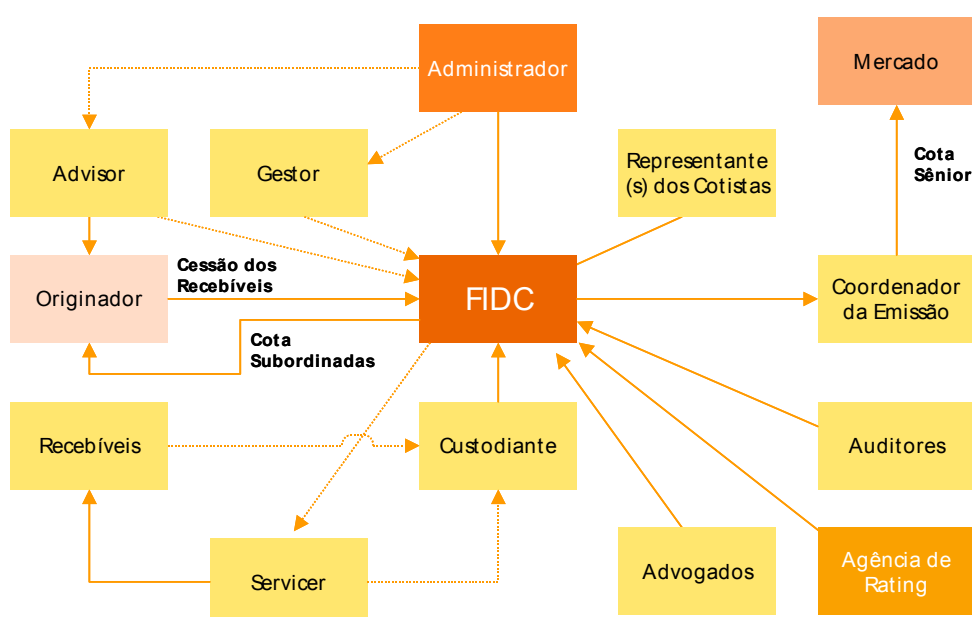 Administrador
Mercado
Advisor
Gestor
Representante
(s) dos Cotistas
Cota
Sênior
Originador
Cessão dos
Recebíveis
FIDC
Coordenador
da Emissão
Cota
Subordinadas
Recebíveis
Custodiante
Auditores
Servicer
Advogados
Agência de
Rating